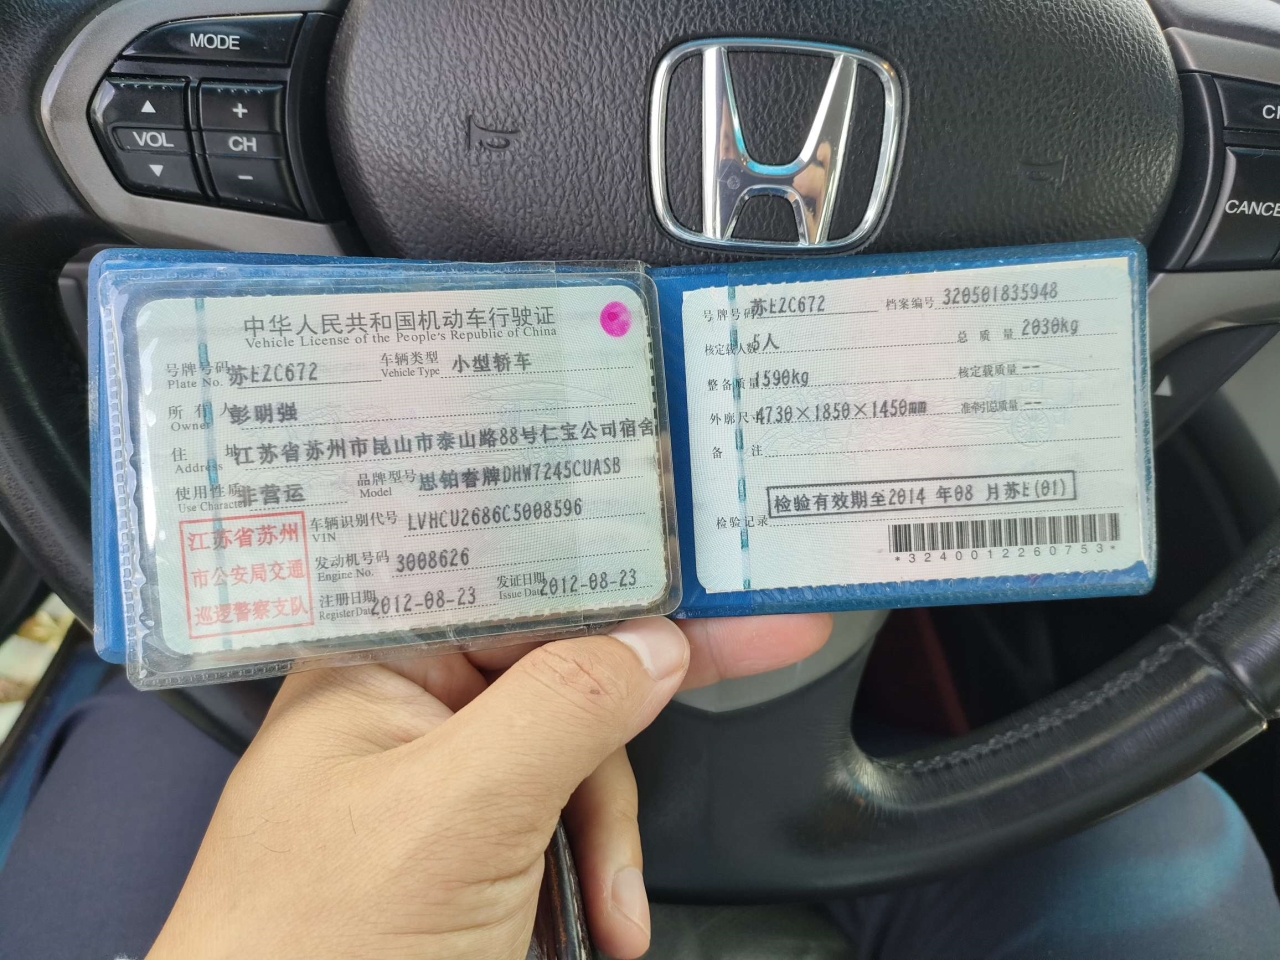 MODE
VOL
+
CH
−
CANCE
中华人民共和国机动车行驶证
Vehicle License of the People's Republic of China
号牌号码 苏EZC672 车辆类型 小型轿车
Plate No. Vehicle Type
所有人 彭明强
Owner
住址 江苏省苏州市昆山市泰山路88号仁宝公司宿舍
Address
使用性质 非营运 品牌型号 思铂睿牌DHW7245CUASB
Use Character Model
江苏省苏州
市公安局交通
巡逻警察支队
车辆识别代号 LVHCU2686C5008596
VIN
发动机号码 3008626
Engine No.
注册日期 2012-08-23 发证日期 2012-08-23
Register Date Issue Date
号牌号码 苏EZC672 档案编号 320501835948
核定载人数 5人 总质量 2030kg
整备质量 1590kg 核定载质量 --
外廓尺寸 4730×1850×1450mm 准牵引总质量 --
备注
检验有效期至2014年08月苏E(01)
检验记录
*3240012260753*